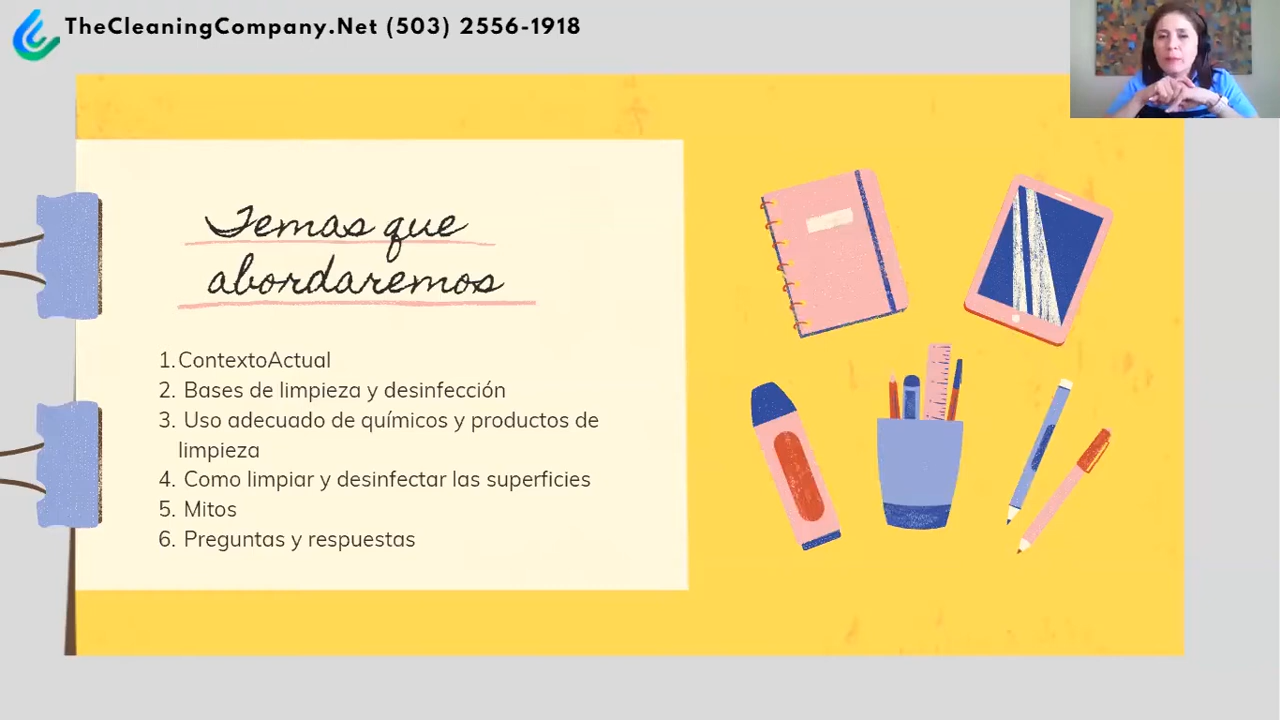 TheCleaningCompany.Net (503) 2556-1918
Temas que
abordaremos
1. ContextoActual
2. Bases de limpieza y desinfección
3. Uso adecuado de químicos y productos de
limpieza
4. Como limpiar y desinfectar las superficies
5. Mitos
6. Preguntas y respuestas